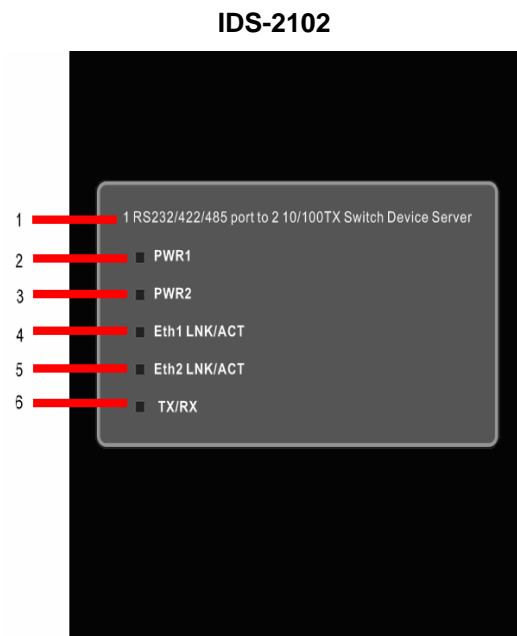 IDS-2102
1 1 RS232/422/485 port to 2 10/100TX Switch Device Server
2 PWR1
3 PWR2
4 Eth1 LNK/ACT
5 Eth2 LNK/ACT
6 TX/RX